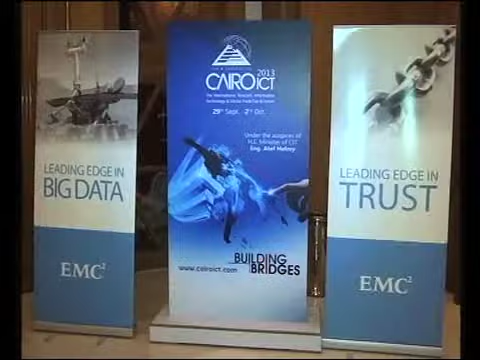 LEADING EDGE IN
BIG DATA
EMC²
2013
CAIRO ICT
29th Sept. - 2nd Oct.
Under the auspices of
H.E. Minister of CIT
Eng. Atef Helmy
BUILDING
BRIDGES
www.cairoict.com
LEADING EDGE IN
TRUST
EMC²